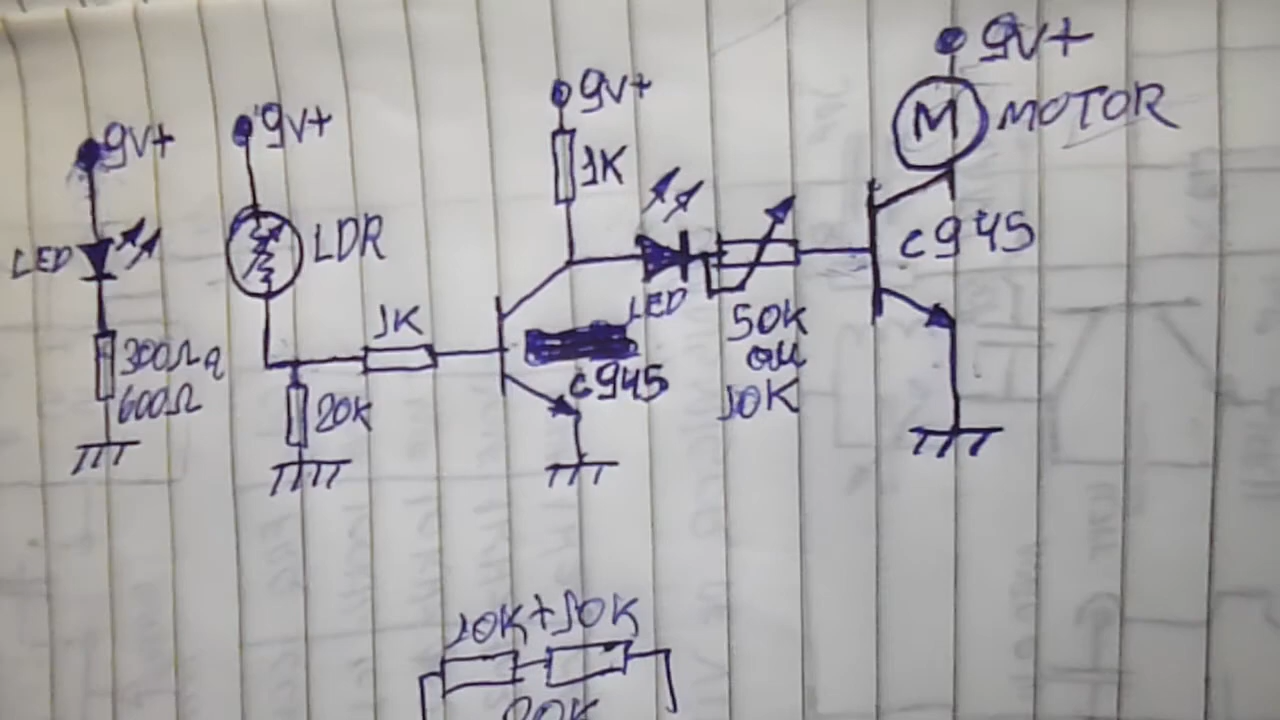 9V+
LED
300Ω a
600Ω
9V+
LDR
1K
20K
9V+
1K
LED
C945
50K
ou
10K
9V+
M
MOTOR
C945
10K+10K
20K